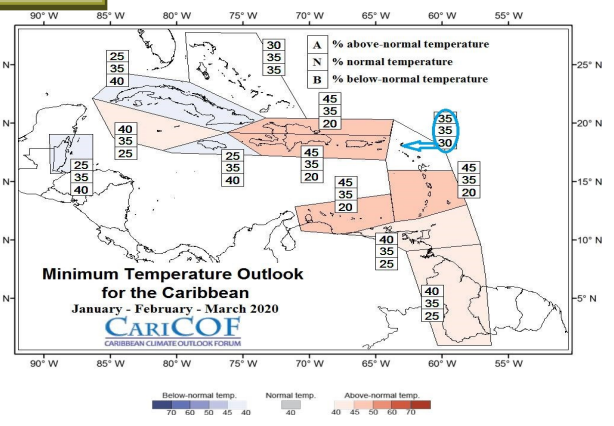 90° W 85° W 80° W 75° W 70° W 65° W 60° W 55° W
A % above-normal temperature
N % normal temperature
B % below-normal temperature
25
35
40
30
35
35
45
35
20
35
35
30
40
35
25
25
35
40
45
35
20
45
35
20
25
35
40
45
35
20
40
35
25
40
35
25
N
N
20° N
N
15° N
N
10° N
N
5° N
Minimum Temperature Outlook
for the Caribbean
January - February - March 2020
CARICOF
CARIBBEAN CLIMATE OUTLOOK FORUM
90° W 85° W 80° W 75° W 70° W 65° W 60° W 55° W
Below-normal temp. Normal temp. Above-normal temp.
70 60 50 45 40 40 40 45 50 60 70